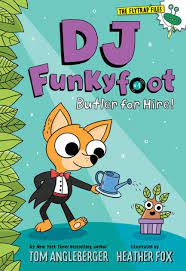 THE FLYTRAP FILES
DJ
Funkyfoot
Butler for Hire!
By New York Times bestselling author
TOM ANGLEBERGER
Illustrated by
HEATHER FOX